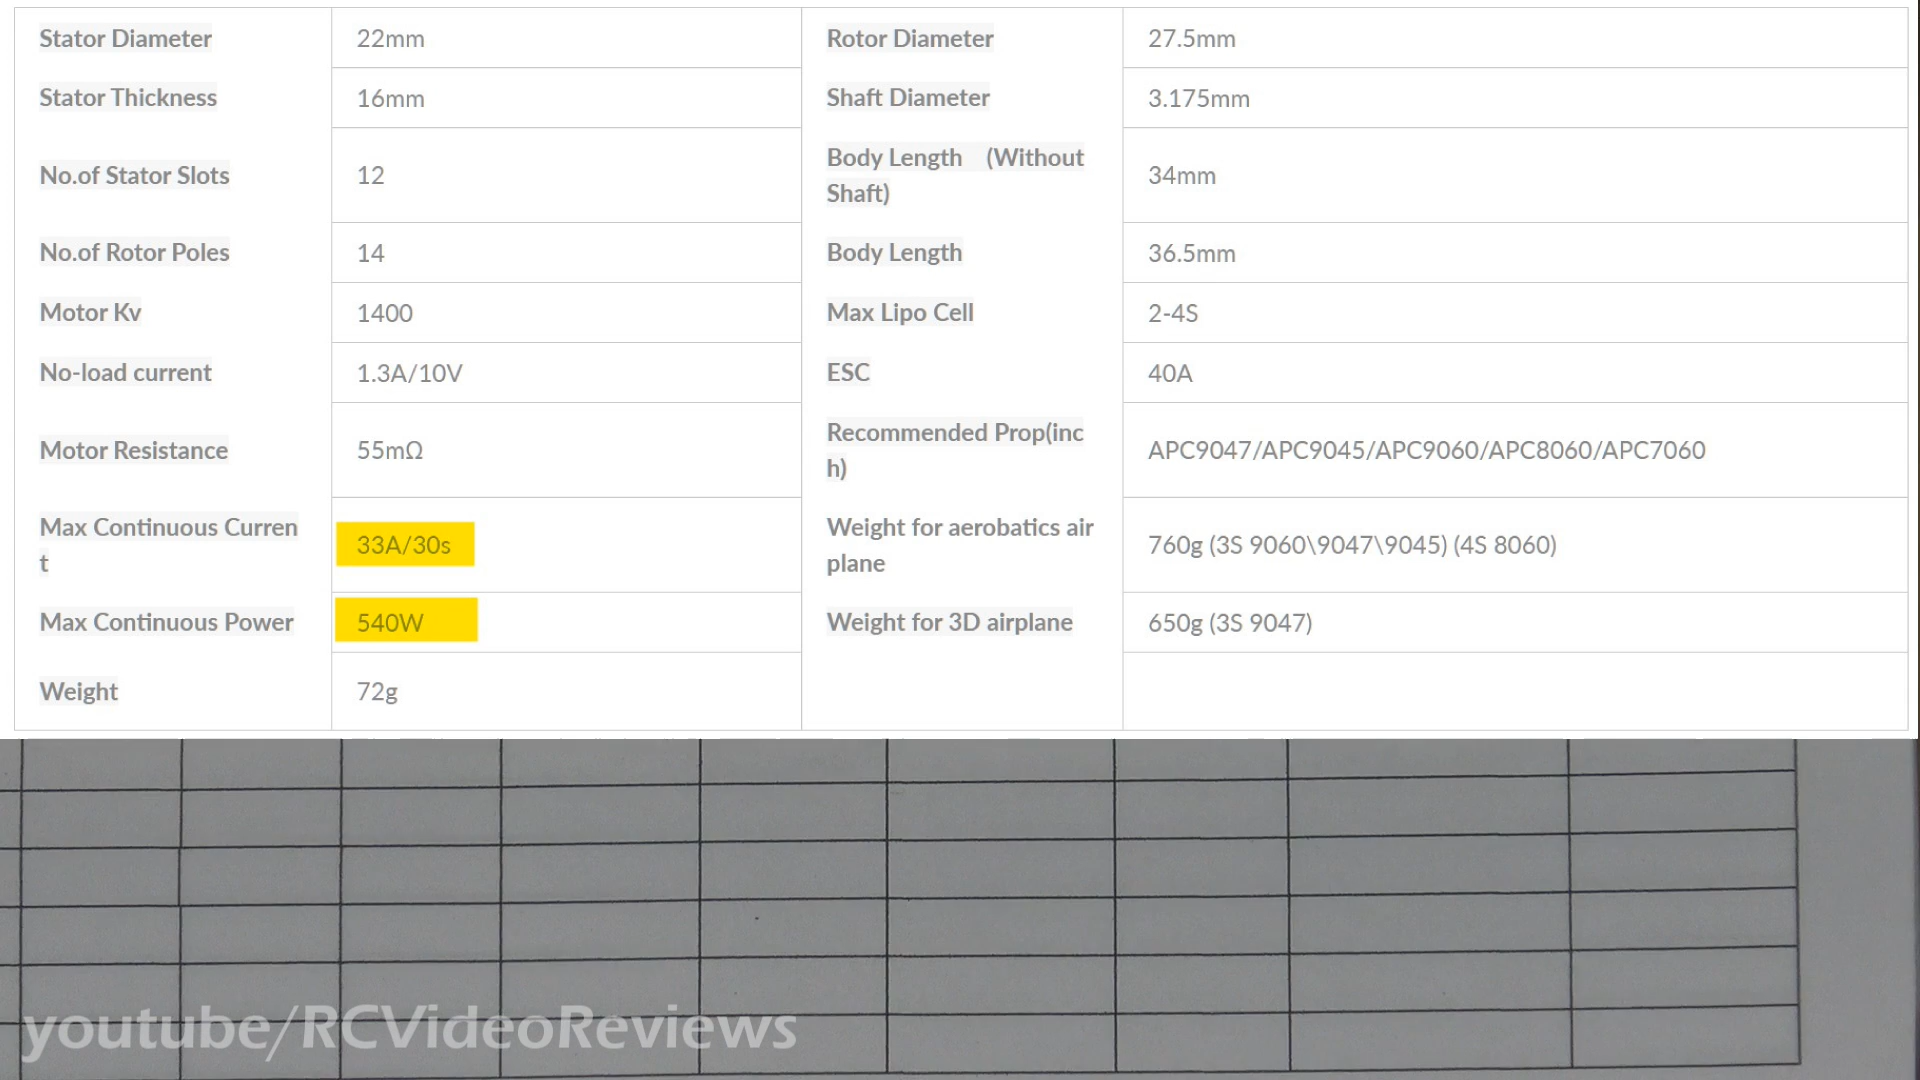 Stator Diameter 22mm Rotor Diameter 27.5mm
Stator Thickness 16mm Shaft Diameter 3.175mm
No.of Stator Slots 12 Body Length (Without
Shaft) 34mm
No.of Rotor Poles 14 Body Length 36.5mm
Motor Kv 1400 Max Lipo Cell 2-4S
No-load current 1.3A/10V ESC 40A
Motor Resistance 55mΩ Recommended Prop(inc
h) APC9047/APC9045/APC9060/APC8060/APC7060
Max Continuous Curren
t 33A/30s Weight for aerobatics air
plane 760g (3S 9060\9047\9045) (4S 8060)
Max Continuous Power 540W Weight for 3D airplane 650g (3S 9047)
Weight 72g
youtube/RCVideoReviews